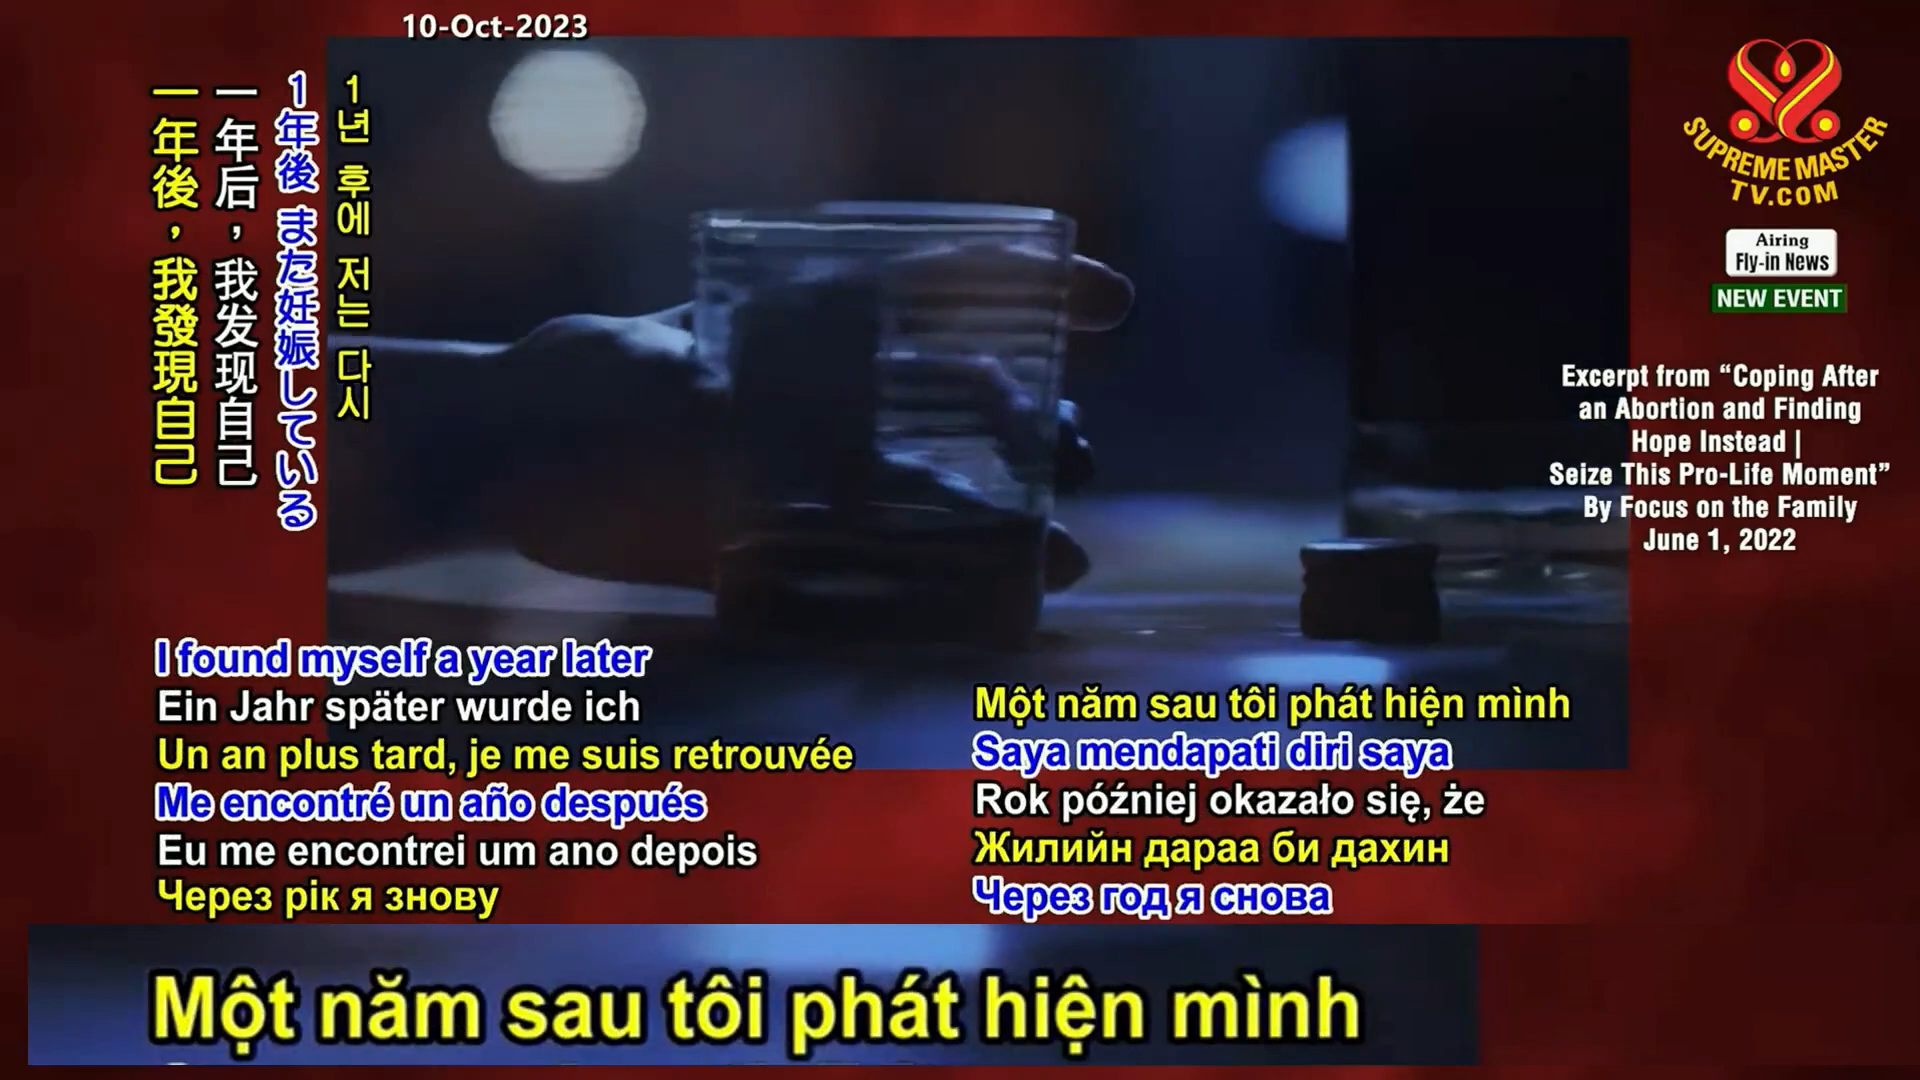 10-Oct-2023
1년 후에 저는 다시
1年後 また妊娠している
一年后，我发现自己
一年後，我發現自己
SUPREME MASTER
TV.COM
Airing
Fly-in News
NEW EVENT
Excerpt from “Coping After
an Abortion and Finding
Hope Instead |
Seize This Pro-Life Moment”
By Focus on the Family
June 1, 2022
I found myself a year later
Ein Jahr später wurde ich
Un an plus tard, je me suis retrouvée
Me encontré un año después
Eu me encontrei um ano depois
Через рік я знову
Một năm sau tôi phát hiện mình
Saya mendapati diri saya
Rok później okazało się, że
Жилийн дараа би дахин
Через год я снова
Một năm sau tôi phát hiện mình